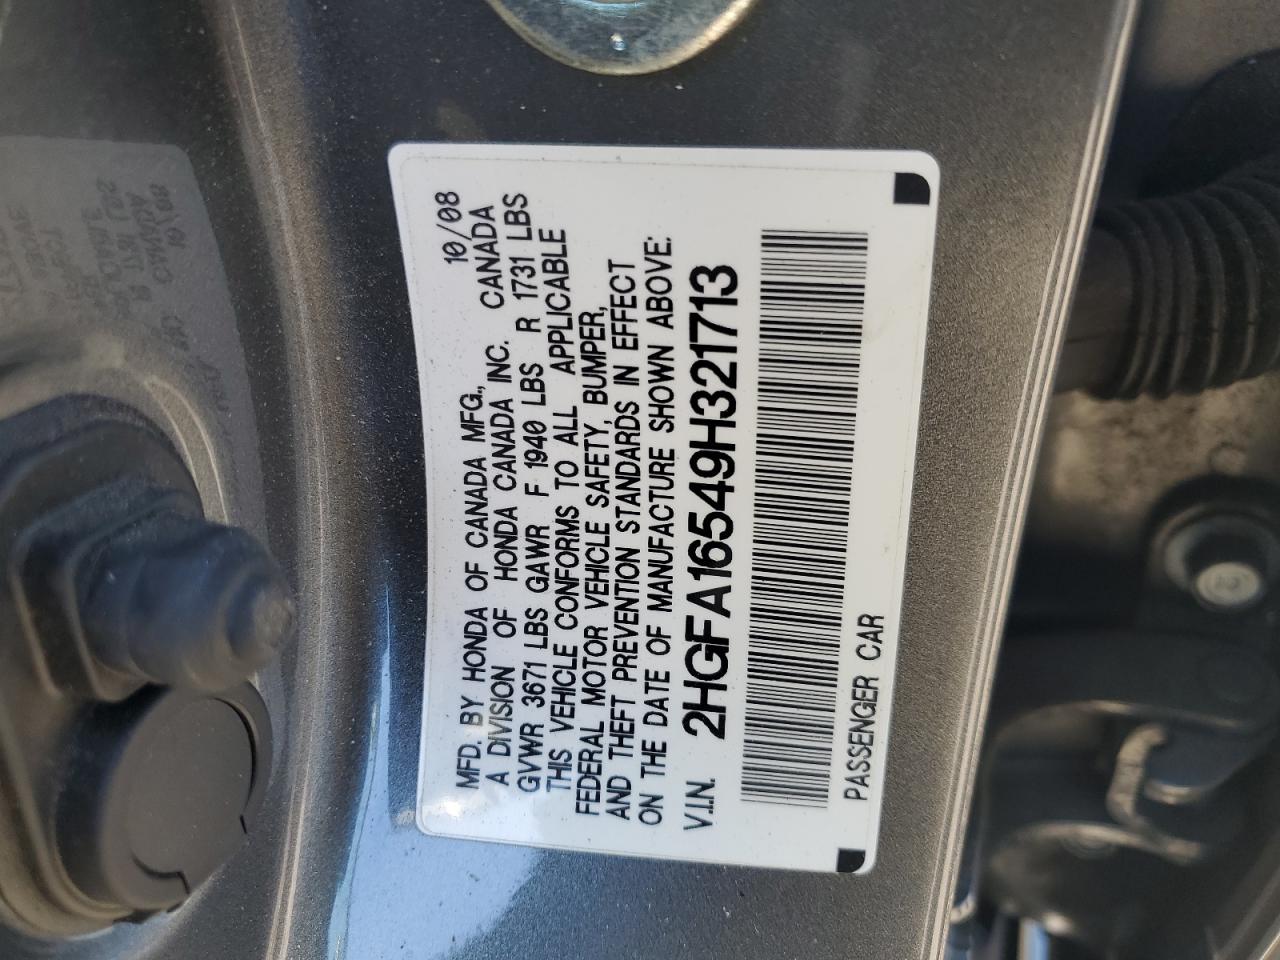 MFD. BY HONDA OF CANADA MFG., 10/08
A DIVISION OF HONDA CANADA INC. CANADA
GVWR 3671 LBS GAWR F 1940 LBS R 1731 LBS
THIS VEHICLE CONFORMS TO ALL APPLICABLE
FEDERAL MOTOR VEHICLE SAFETY, BUMPER,
AND THEFT PREVENTION STANDARDS IN EFFECT
ON THE DATE OF MANUFACTURE SHOWN ABOVE:
V.I.N. 2HGFA16549H321713
PASSENGER CAR